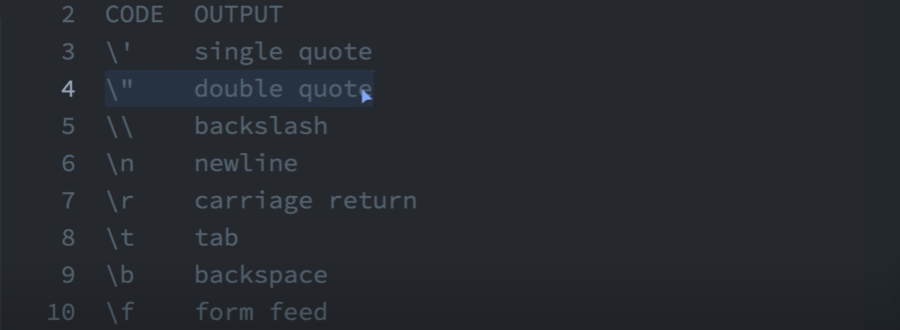 2 CODE OUTPUT
3 \' single quote
4 \" double quote
5 \\ backslash
6 \n newline
7 \r carriage return
8 \t tab
9 \b backspace
10 \f form feed